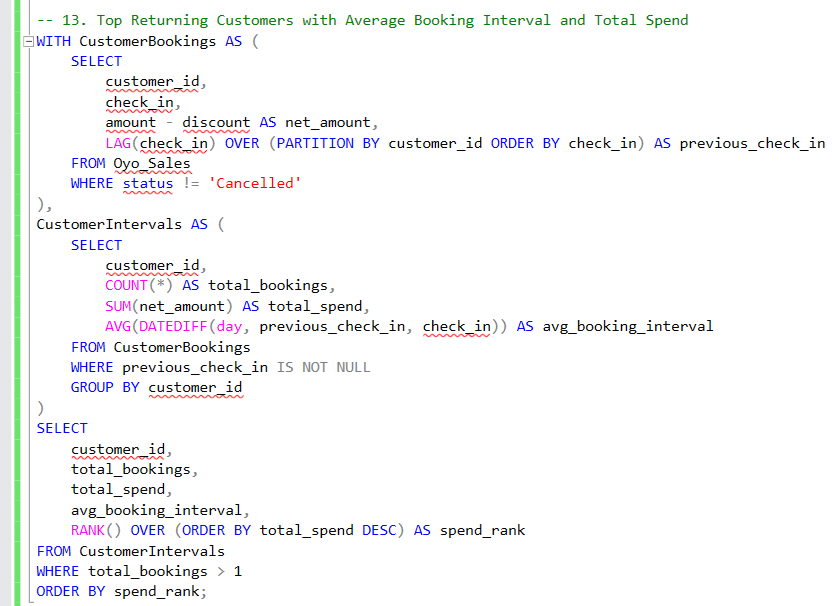 -- 13. Top Returning Customers with Average Booking Interval and Total Spend
WITH CustomerBookings AS (
    SELECT
        customer_id,
        check_in,
        amount - discount AS net_amount,
        LAG(check_in) OVER (PARTITION BY customer_id ORDER BY check_in) AS previous_check_in
    FROM Oyo_Sales
    WHERE status != 'Cancelled'
),
CustomerIntervals AS (
    SELECT
        customer_id,
        COUNT(*) AS total_bookings,
        SUM(net_amount) AS total_spend,
        AVG(DATEDIFF(day, previous_check_in, check_in)) AS avg_booking_interval
    FROM CustomerBookings
    WHERE previous_check_in IS NOT NULL
    GROUP BY customer_id
)
SELECT
    customer_id,
    total_bookings,
    total_spend,
    avg_booking_interval,
    RANK() OVER (ORDER BY total_spend DESC) AS spend_rank
FROM CustomerIntervals
WHERE total_bookings > 1
ORDER BY spend_rank;